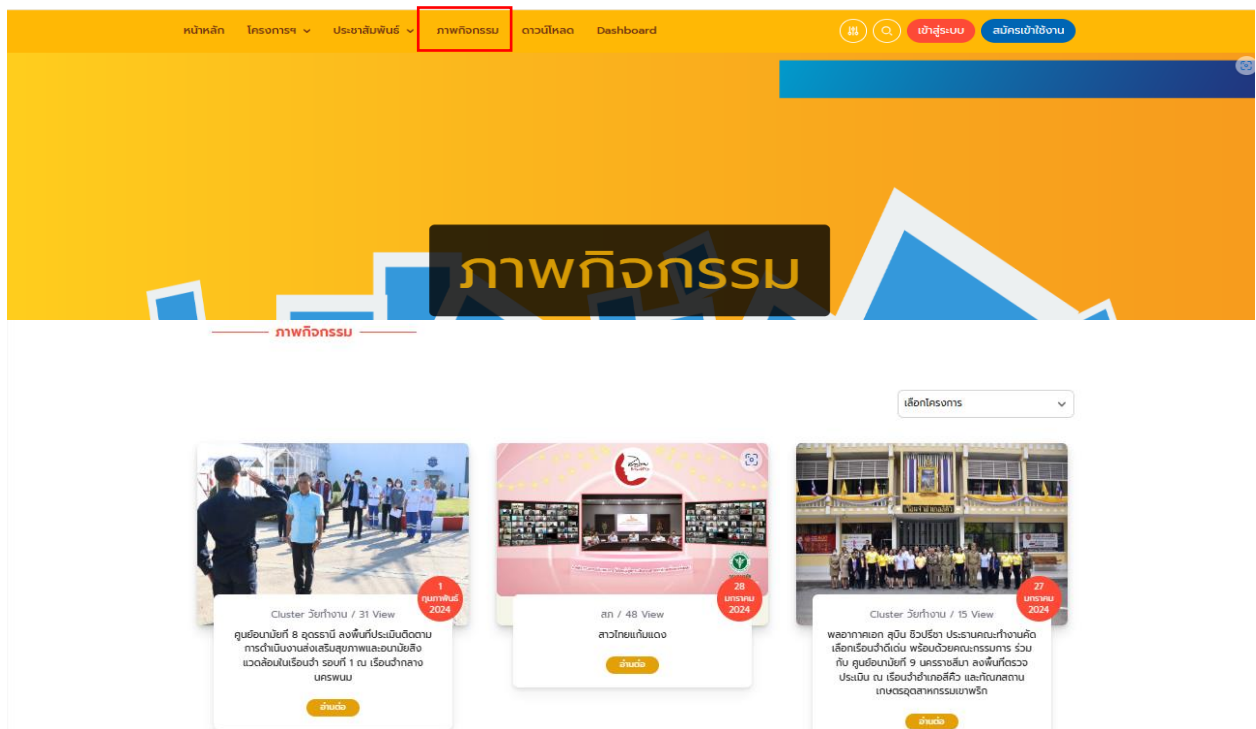 หน้าหลัก โครงการฯ ประชาสัมพันธ์ ภาพกิจกรรม ดาวน์โหลด Dashboard เข้าสู่ระบบ สมัครเข้าใช้งาน
ภาพกิจกรรม
ภาพกิจกรรม
เลือกโครงการ
1
กุมภาพันธ์
2024
Cluster วัยทำงาน / 31 View
ศูนย์อนามัยที่ 8 อุดรธานี ลงพื้นที่ประเมินติดตาม
การดำเนินงานส่งเสริมสุขภาพและอนามัยสิ่ง
แวดล้อมในเรือนจำ รอบที่ 1 ณ เรือนจำกลาง
นครพนม
อ่านต่อ
28
มกราคม
2024
สภ / 48 View
สาวไทยแก้มแดง
อ่านต่อ
27
มกราคม
2024
Cluster วัยทำงาน / 15 View
พลอากาศเอก สุบิน ชิวปรีชา ประธานคณะทำงานคัด
เลือกเรือนจำดีเด่น พร้อมด้วยคณะกรรมการ ร่วม
กับ ศูนย์อนามัยที่ 9 นครราชสีมา ลงพื้นที่ตรวจ
ประเมิน ณ เรือนจำอำเภอสีคิ้ว และทัณฑสถาน
เกษตรอุตสาหกรรมเขาพริก
อ่านต่อ